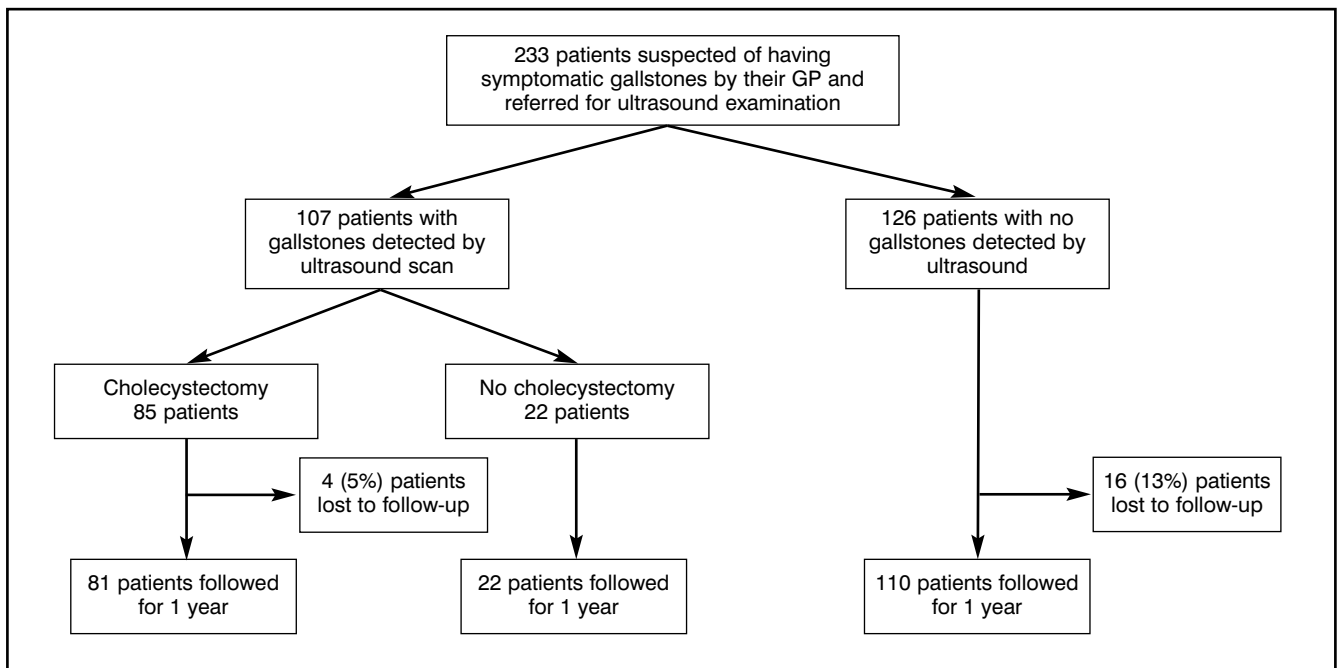 233 patients suspected of having
symptomatic gallstones by their GP and
referred for ultrasound examination
107 patients with
gallstones detected by
ultrasound scan
126 patients with no
gallstones detected by
ultrasound
Cholecystectomy
85 patients
No cholecystectomy
22 patients
4 (5%) patients
lost to follow-up
16 (13%) patients
lost to follow-up
81 patients followed
for 1 year
22 patients followed
for 1 year
110 patients followed
for 1 year